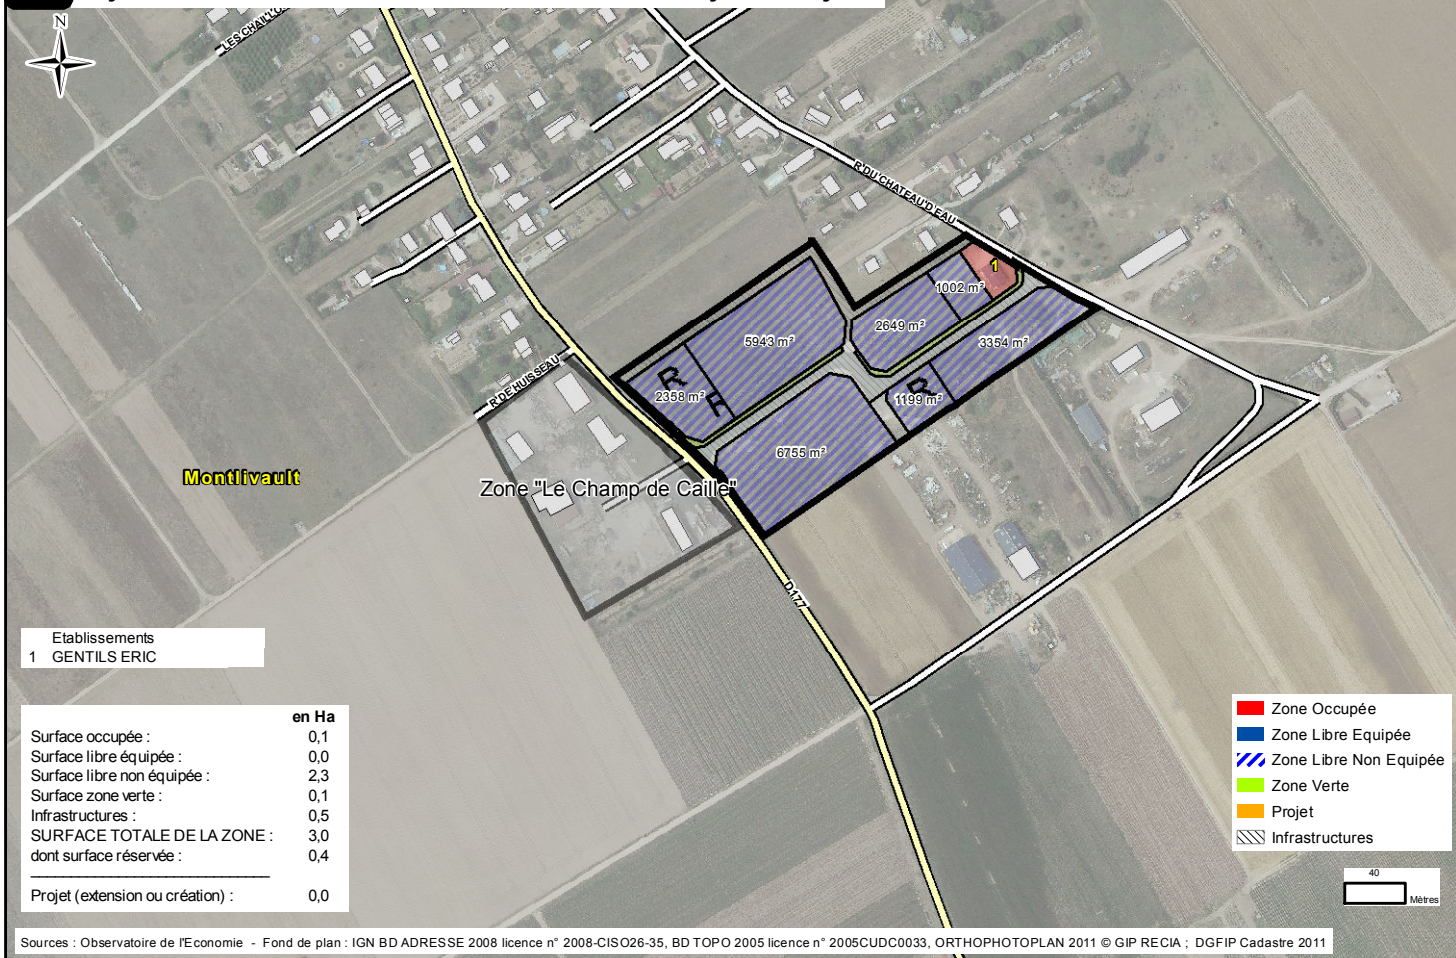 N
LES CHAILLOUX
R DU CHATEAU D'EAU
1
1002 m²
2649 m²
5943 m²
3354 m²
R
R
2358 m²
1199 m²
R DE HUISSEAU
6755 m²
Montlivault
Zone "Le Champ de Caille"
D177
Etablissements
1 GENTILS ERIC
en Ha
Surface occupée : 0,1
Surface libre équipée : 0,0
Surface libre non équipée : 2,3
Surface zone verte : 0,1
Infrastructures : 0,5
SURFACE TOTALE DE LA ZONE : 3,0
dont surface réservée : 0,4
Projet (extension ou création) : 0,0
Zone Occupée
Zone Libre Equipée
Zone Libre Non Equipée
Zone Verte
Projet
Infrastructures
40
Mètres
Sources : Observatoire de l'Economie - Fond de plan : IGN BD ADRESSE 2008 licence n° 2008-CISO26-35, BD TOPO 2005 licence n° 2005CUDC0033, ORTHOPHOTOPLAN 2011 © GIP RECIA ; DGFIP Cadastre 2011